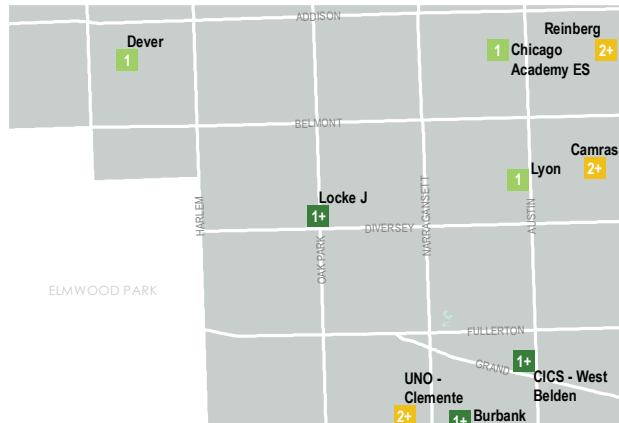 ADDISON
Reinberg
Dever
1
1
Chicago
Academy ES
2+
BELMONT
Camras
Lyon
1
2+
Locke J
1+
HARLEM
OAK PARK
DIVERSEY
NARRAGANSETT
AUSTIN
ELMWOOD PARK
FULLERTON
GRAND
1+
CICS - West
Belden
UNO -
Clemente
2+
1+
Burbank